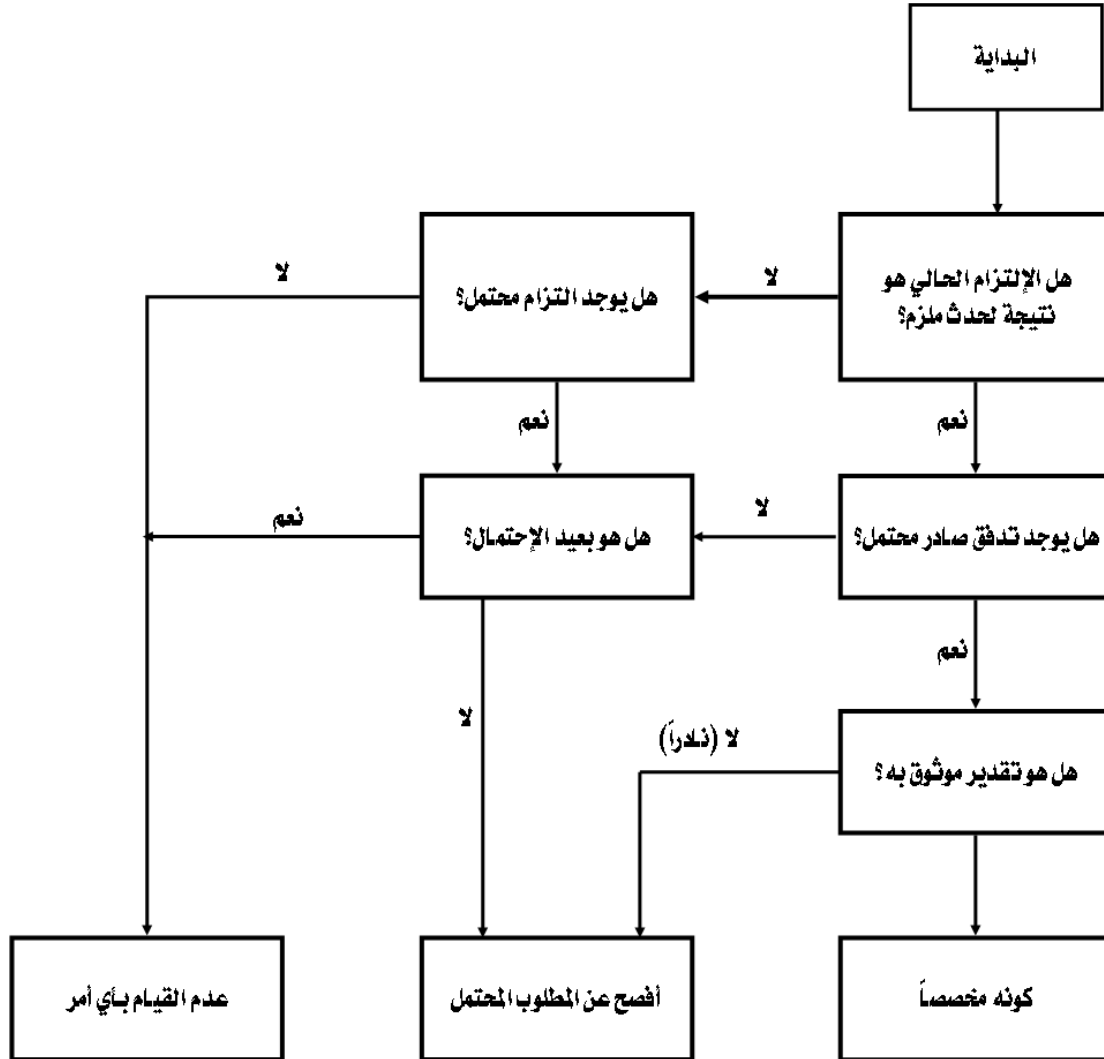 البداية
هل الإلتزام الحالي هو
نتيجة لحدث ملزم؟
لا
هل يوجد التزام محتمل؟
لا
نعم
نعم
هل يوجد تدفق صادر محتمل؟
لا
هل هو بعيد الإحتمال؟
نعم
نعم
لا
هل هو تقدير موثوق به؟
لا (نادراً)
كونه مخصصاً
أفصح عن المطلوب المحتمل
عدم القيام بأي أمر